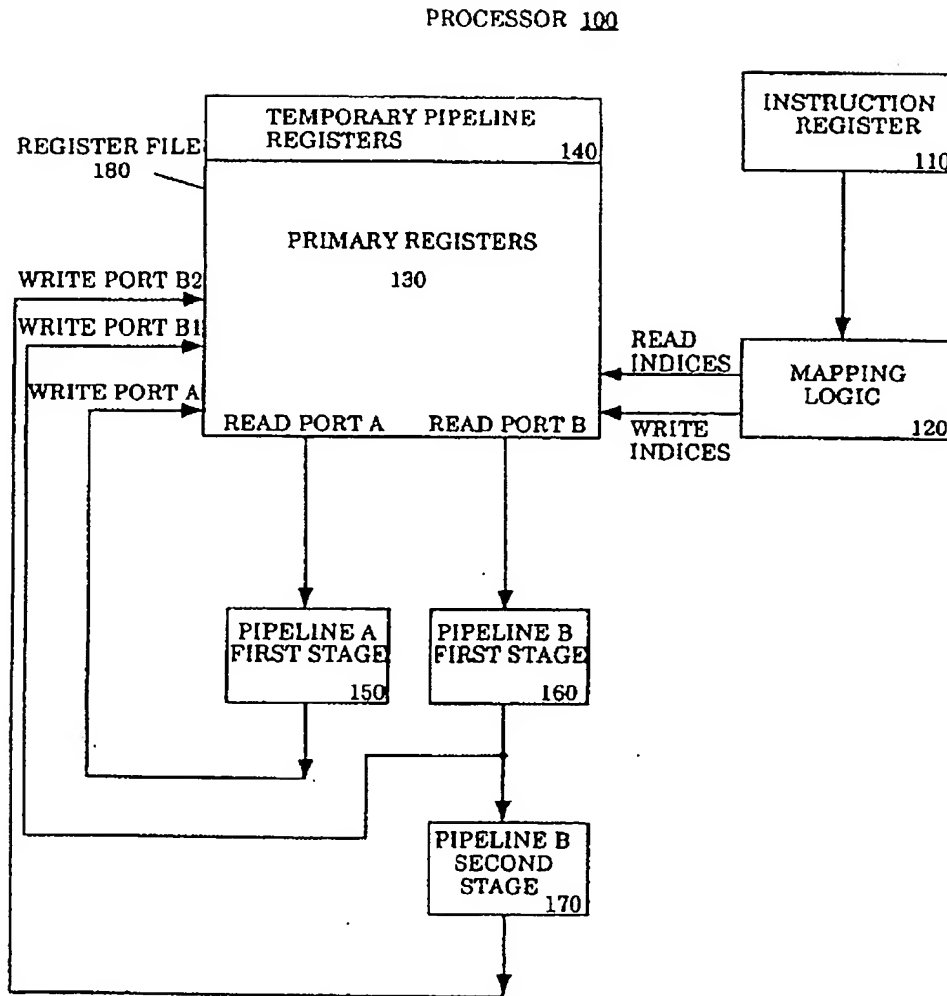 PROCESSOR 100
TEMPORARY PIPELINE
REGISTERS
140
INSTRUCTION
REGISTER
110
REGISTER FILE
180
PRIMARY REGISTERS
130
WRITE PORT B2
WRITE PORT B1
WRITE PORT A
READ PORT A
READ PORT B
READ
INDICES
WRITE
INDICES
MAPPING
LOGIC
120
PIPELINE A
FIRST STAGE
150
PIPELINE B
FIRST STAGE
160
PIPELINE B
SECOND
STAGE
170